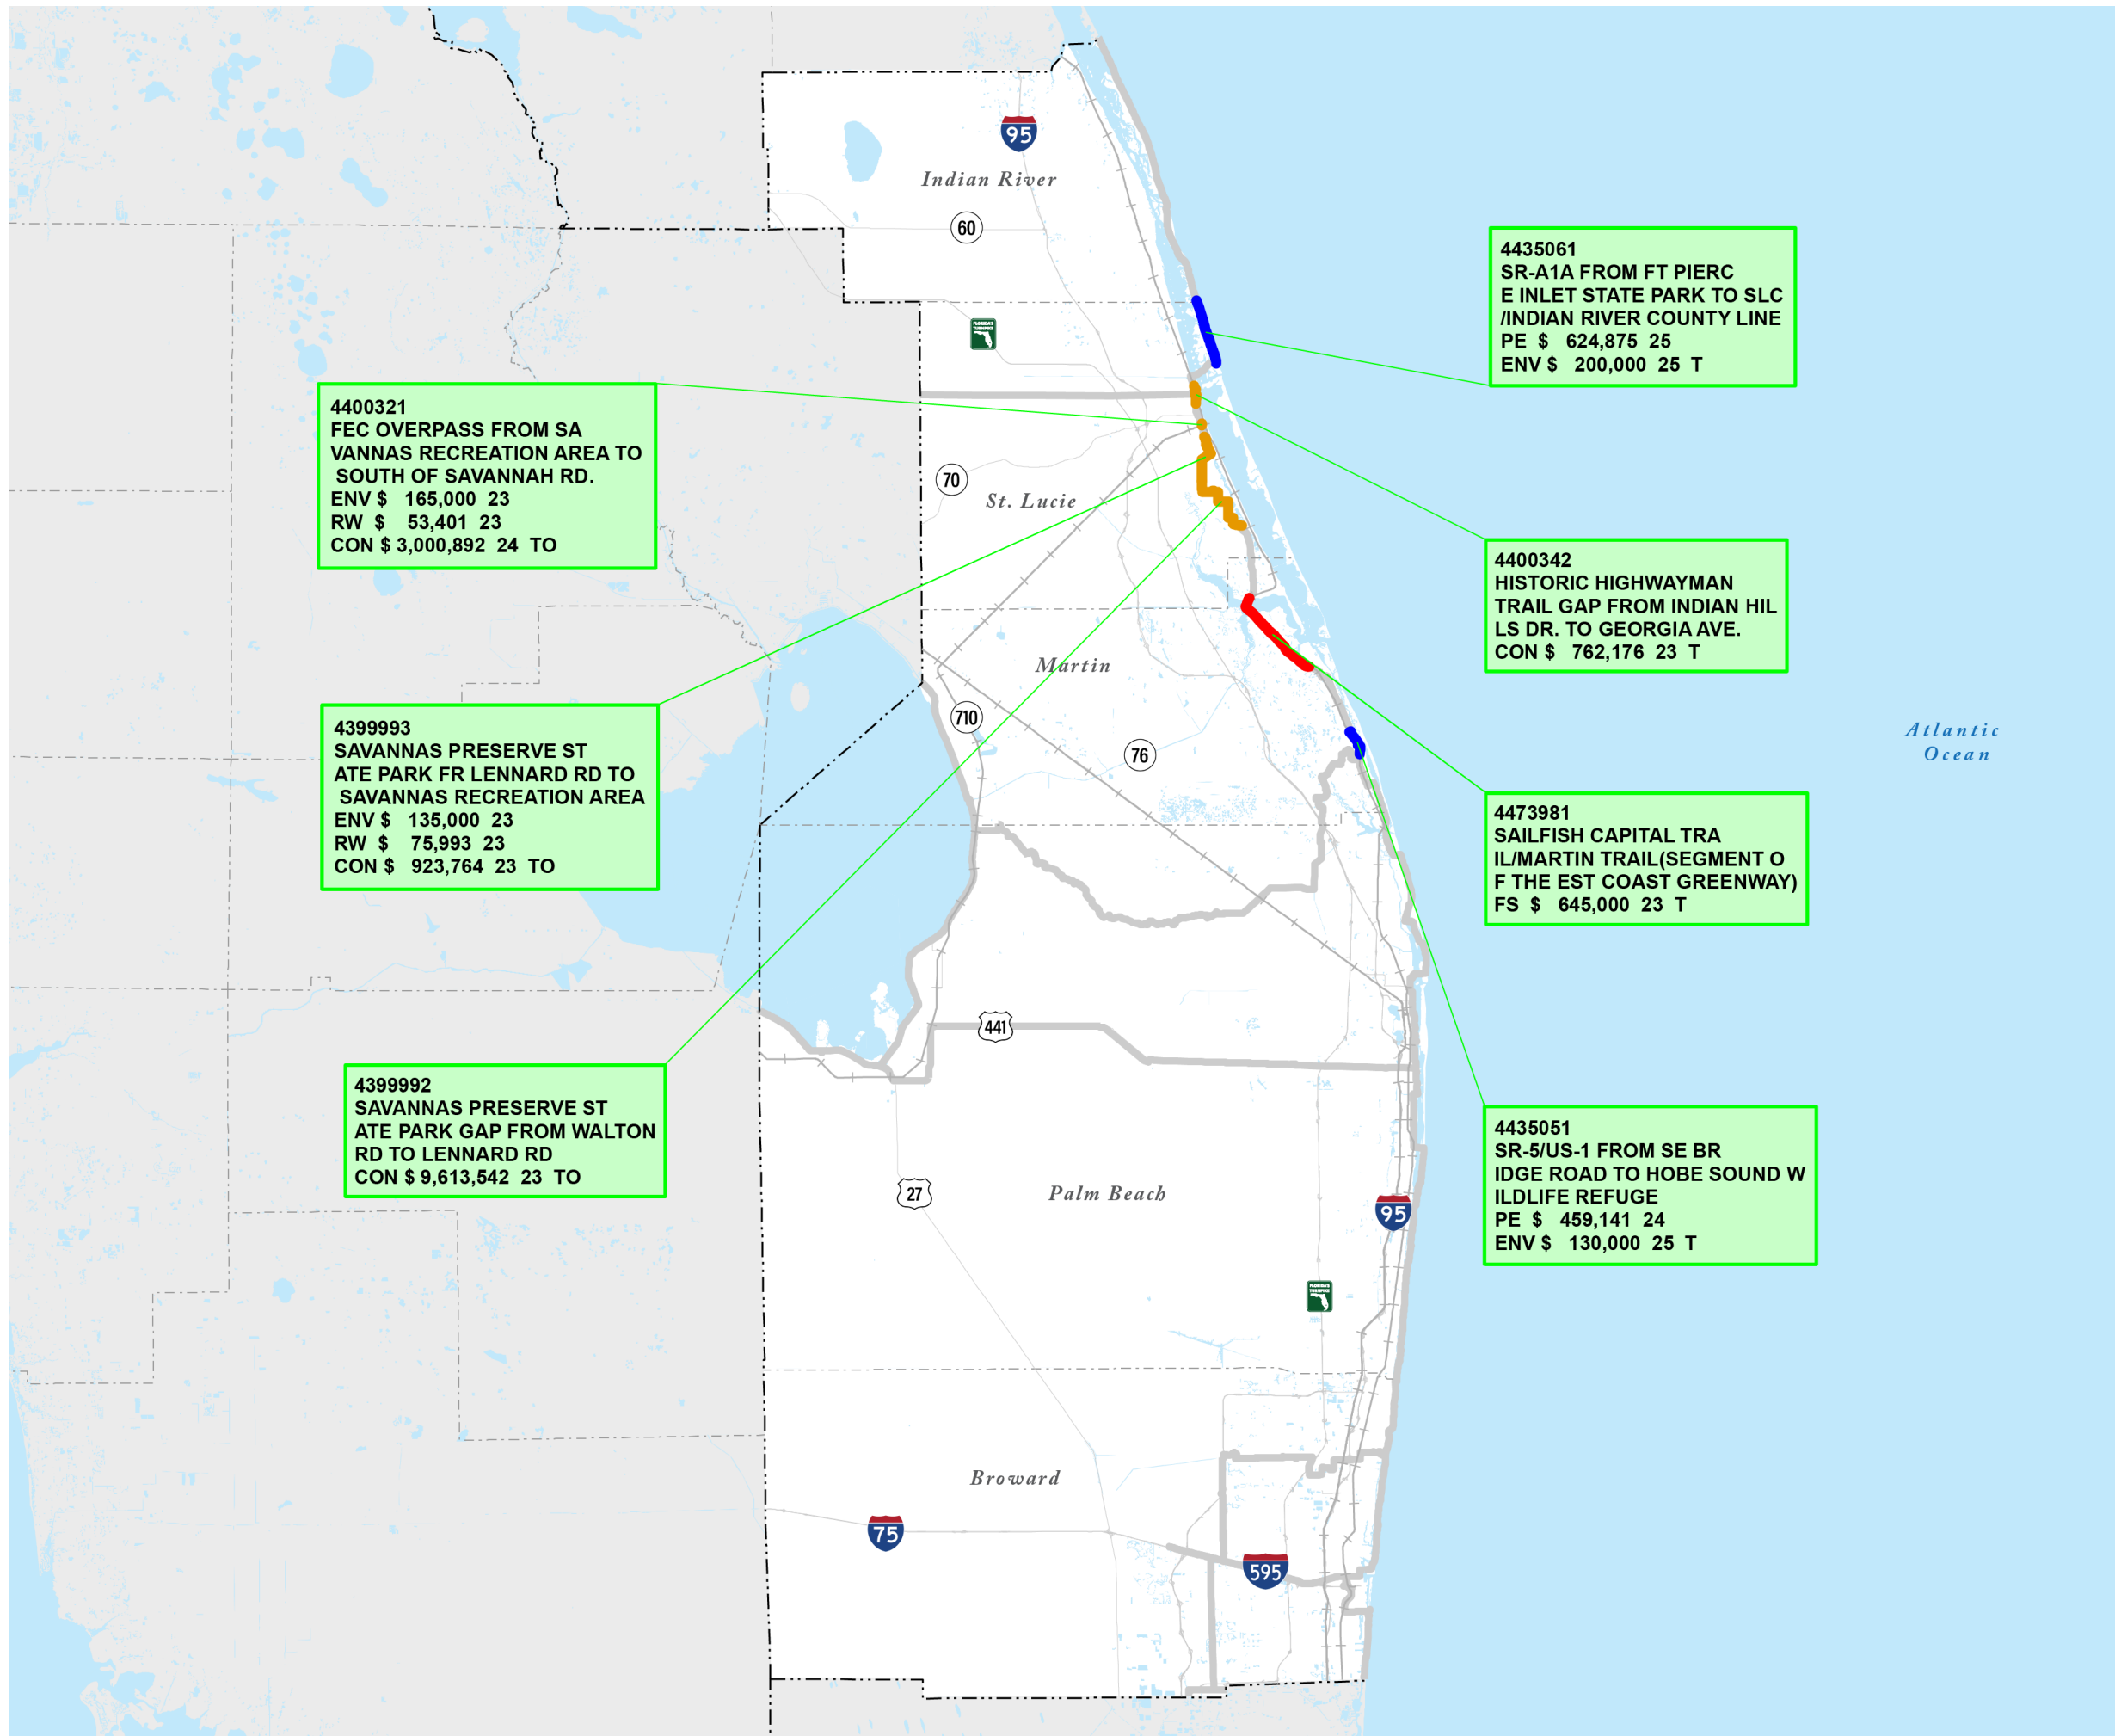 95
Indian River
60
4435061
SR-A1A FROM FT PIERC
E INLET STATE PARK TO SLC
/INDIAN RIVER COUNTY LINE
PE $ 624,875 25
ENV $ 200,000 25 T
FLORIDA'S
TURNPIKE
4400321
FEC OVERPASS FROM SA
VANNAS RECREATION AREA TO
SOUTH OF SAVANNAH RD.
ENV $ 165,000 23
RW $ 53,401 23
CON $ 3,000,892 24 TO
70
St. Lucie
4400342
HISTORIC HIGHWAYMAN
TRAIL GAP FROM INDIAN HIL
LS DR. TO GEORGIA AVE.
CON $ 762,176 23 T
Martin
4399993
SAVANNAS PRESERVE ST
ATE PARK FR LENNARD RD TO
SAVANNAS RECREATION AREA
ENV $ 135,000 23
RW $ 75,993 23
CON $ 923,764 23 TO
710
76
Atlantic
Ocean
4473981
SAILFISH CAPITAL TRA
IL/MARTIN TRAIL(SEGMENT O
F THE EST COAST GREENWAY)
FS $ 645,000 23 T
441
4399992
SAVANNAS PRESERVE ST
ATE PARK GAP FROM WALTON
RD TO LENNARD RD
CON $ 9,613,542 23 TO
4435051
SR-5/US-1 FROM SE BR
IDGE ROAD TO HOBE SOUND W
ILDLIFE REFUGE
PE $ 459,141 24
ENV $ 130,000 25 T
27
Palm Beach
95
FLORIDA'S
TURNPIKE
Broward
75
595